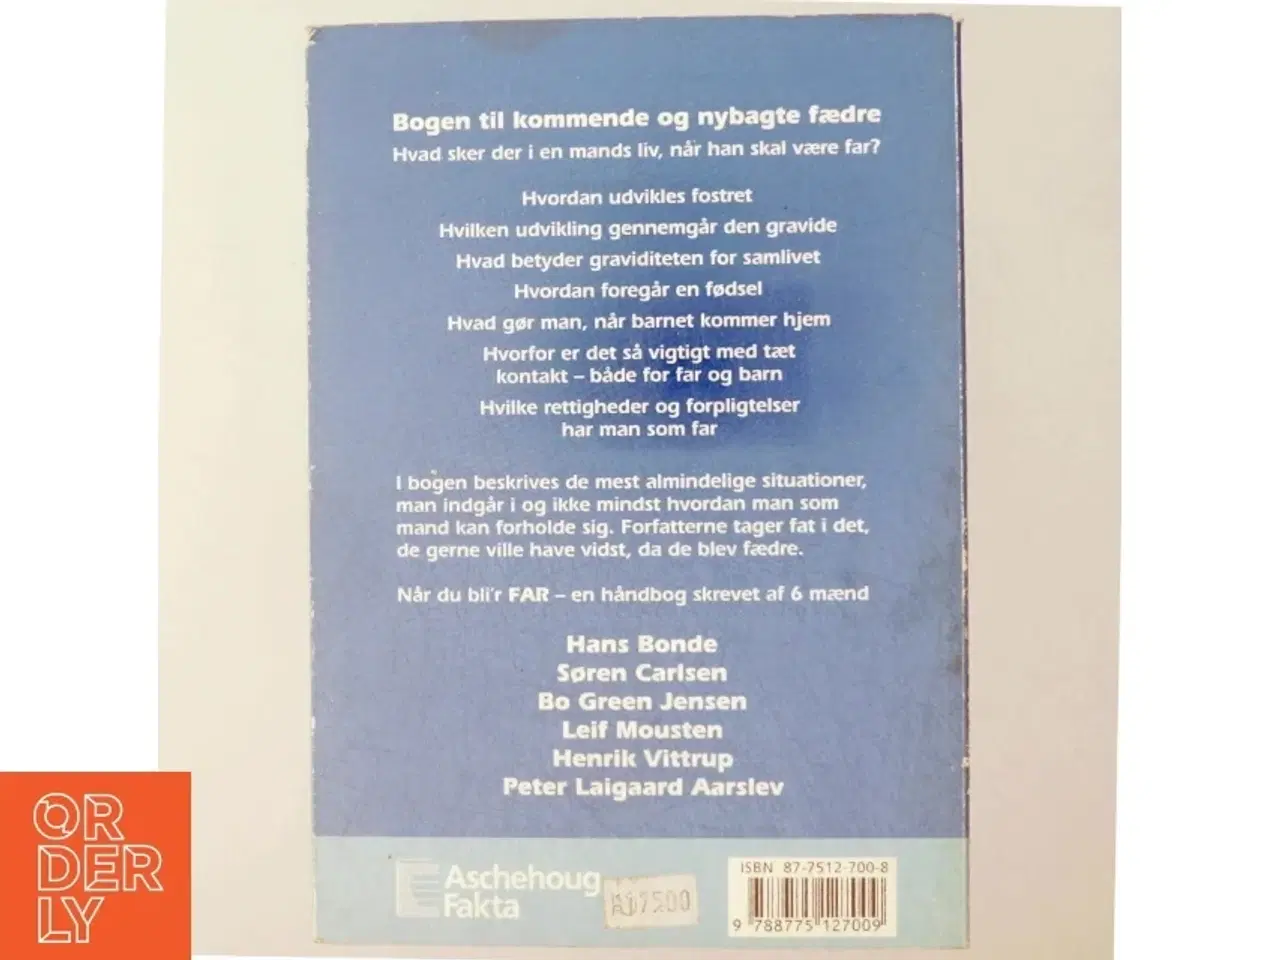 Bogen til kommende og nybagte fædre
Hvad sker der i en mands liv, når han skal være far?
Hvordan udvikles fostret
Hvilken udvikling gennemgår den gravide
Hvad betyder graviditeten for samlivet
Hvordan foregår en fødsel
Hvad gør man, når barnet kommer hjem
Hvorfor er det så vigtigt med tæt
kontakt – både for far og barn
Hvilke rettigheder og forpligtelser
har man som far
I bogen beskrives de mest almindelige situationer,
man indgår i og ikke mindst hvordan man som
mand kan forholde sig. Forfatterne tager fat i det,
de gerne ville have vidst, da de blev fædre.
Når du bli'r FAR – en håndbog skrevet af 6 mænd
Hans Bonde
Søren Carlsen
Bo Green Jensen
Leif Mousten
Henrik Vittrup
Peter Laigaard Aarslev
Aschehoug
Fakta
ISBN 87-7512-700-8
9 788775 127009
OR
DER
LY